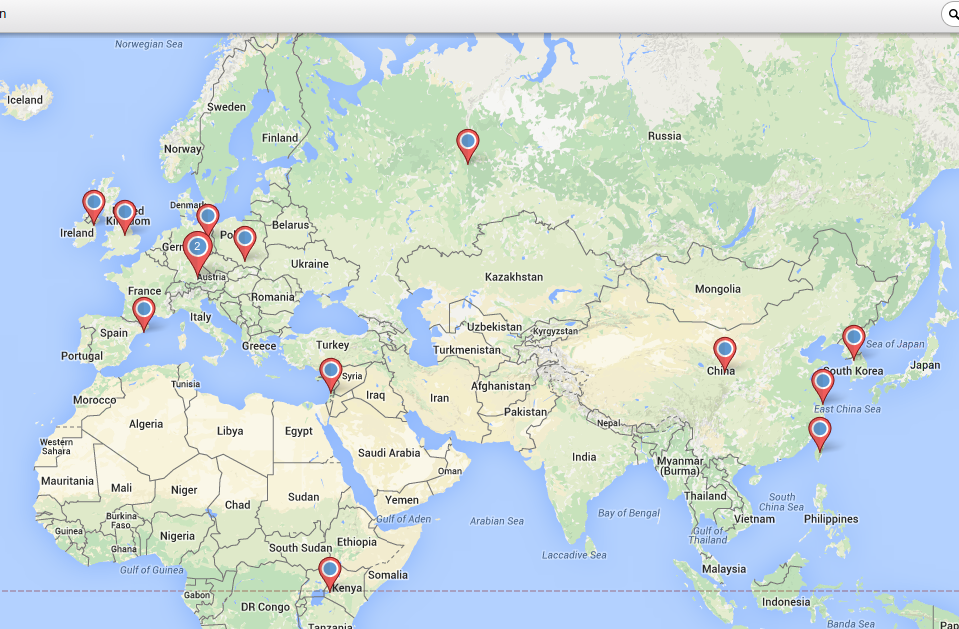 n
Norwegian Sea
Iceland
Sweden
Finland
Russia
Norway
Denmark
United
Kingdom
Ireland
Belarus
Ukraine
2
Austria
Kazakhstan
Mongolia
France
Romania
Italy
Spain
Uzbekistan
Kyrgyzstan
Greece
Turkey
Turkmenistan
Sea of Japan
Portugal
Japan
South Korea
China
Syria
Tunisia
Afghanistan
Morocco
Iraq
Iran
Pakistan
East China Sea
Algeria
Libya
Egypt
Nepal
Western
Sahara
Saudi Arabia
India
Myanmar
(Burma)
Oman
Mauritania
Mali
Niger
Sudan
Yemen
Thailand
South
China Sea
Chad
Gulf of Aden
Arabian Sea
Bay of Bengal
Vietnam
Philippines
Burkina
Faso
Guinea
Nigeria
Ghana
Ethiopia
Gulf of
Thailand
South Sudan
Laccadive Sea
Gulf of Guinea
Somalia
Malaysia
Kenya
Gabon
DR Congo
Indonesia
Tanzania
Banda Sea
Pap